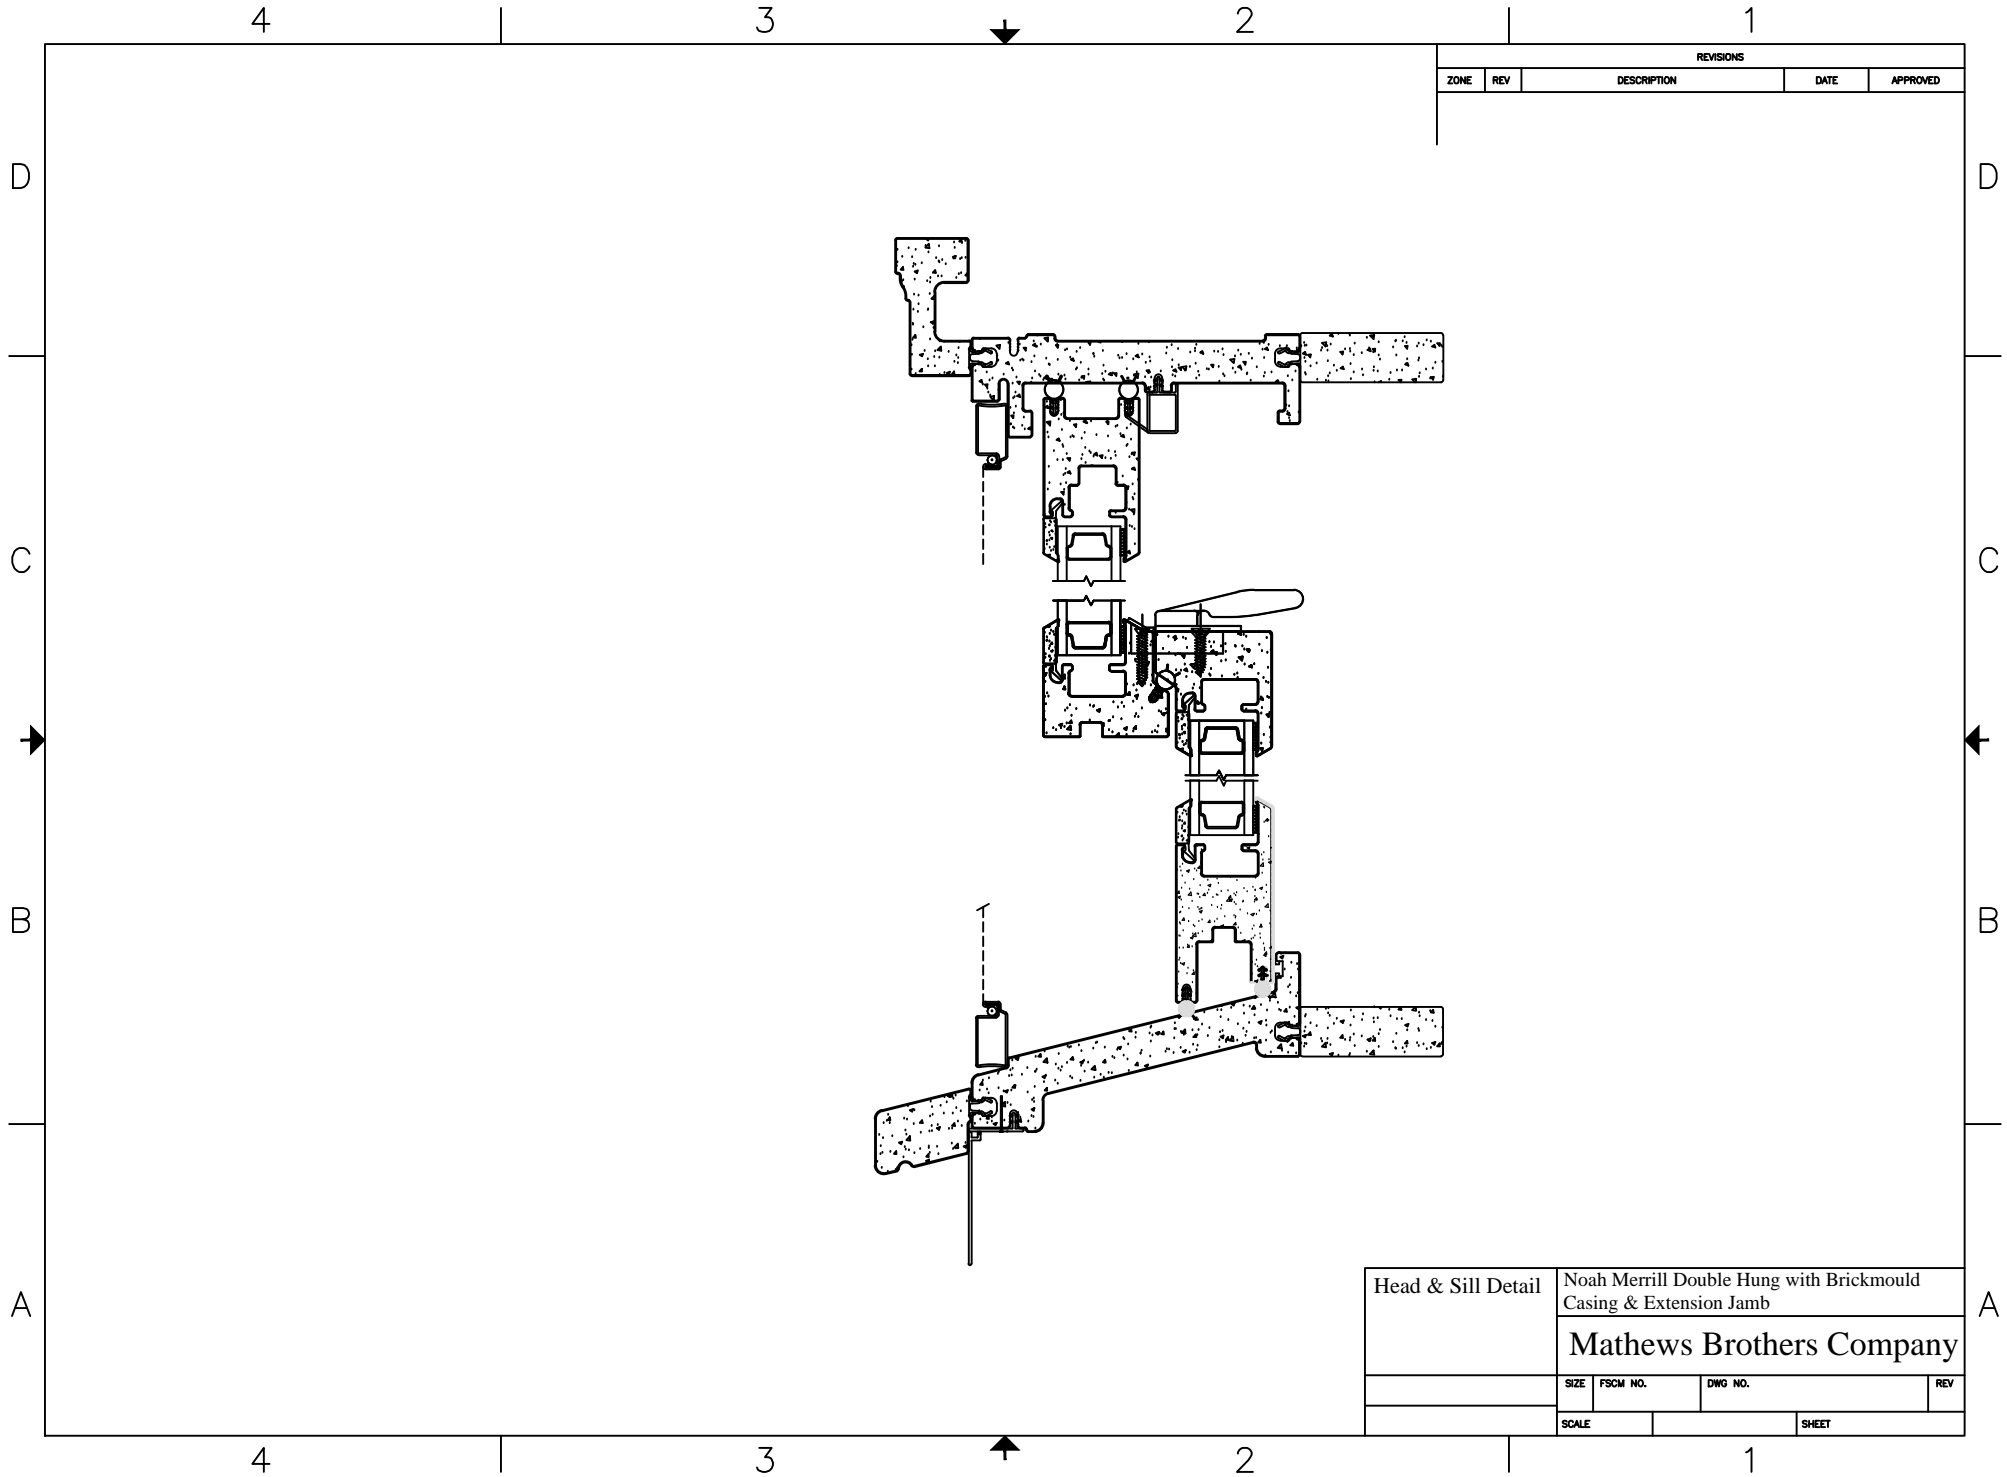 4 3 2 1
REVISIONS
ZONE REV DESCRIPTION DATE APPROVED
D D
C C
B B
A A
Head & Sill Detail
Noah Merrill Double Hung with Brickmould
Casing & Extension Jamb
Mathews Brothers Company
SIZE FSCM NO. DWG NO. REV
SCALE SHEET
4 3 2 1